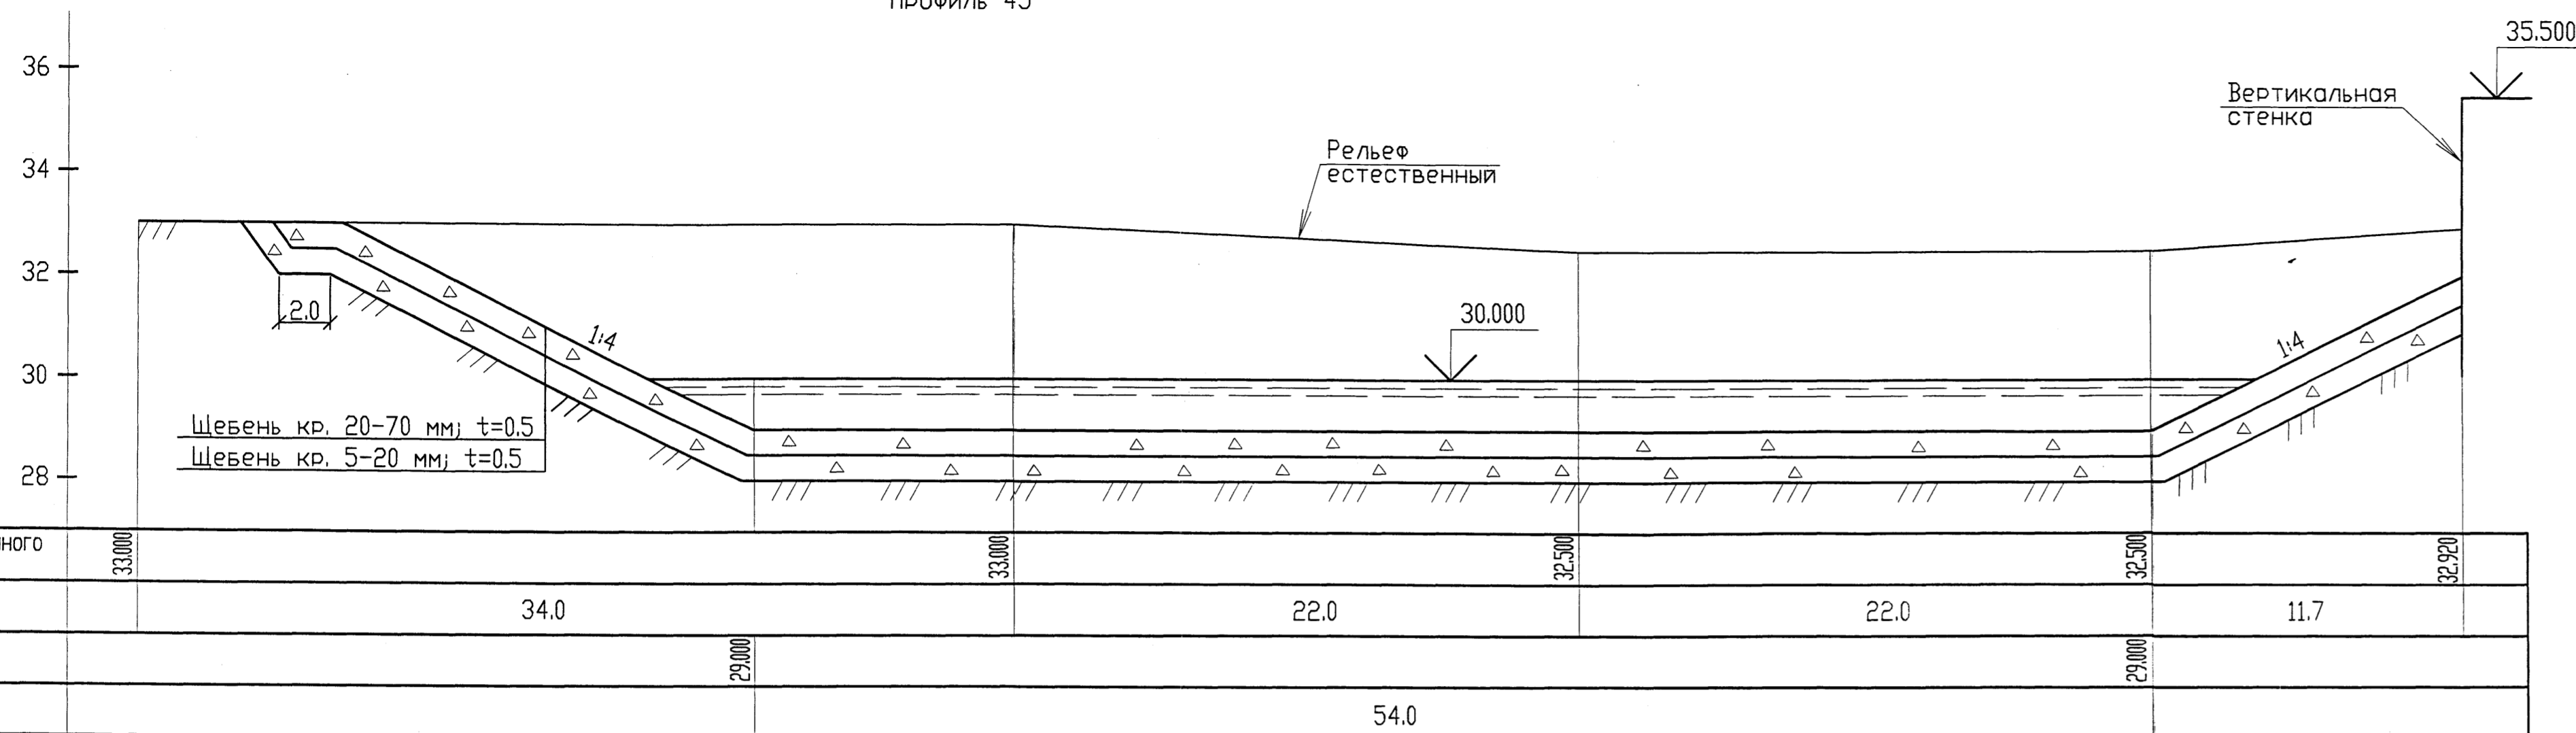 Профиль 45
35.500
36
Вертикальная
стенка
34
Рельеф
естественный
32
2.0
30.000
1:4
1:4
30
Щебень кр. 20-70 мм; t=0.5
Щебень кр. 5-20 мм; t=0.5
28
ного
33.000
33.000
32.500
32.500
32.920
34.0
22.0
22.0
11.7
29.000
29.000
54.0